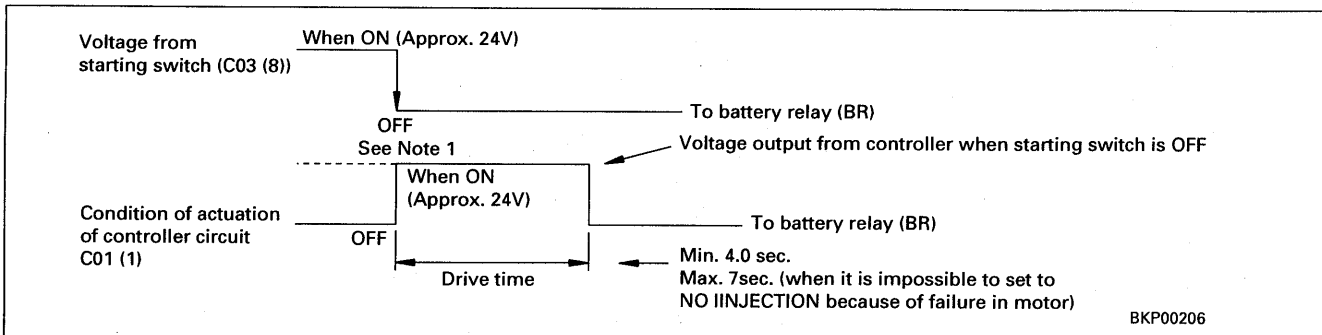 Voltage from
starting switch (C03 (8))
When ON (Approx. 24V)
To battery relay (BR)
OFF
See Note 1
Voltage output from controller when starting switch is OFF
When ON
(Approx. 24V)
Condition of actuation
of controller circuit
C01 (1)
OFF
To battery relay (BR)
Drive time
Min. 4.0 sec.
Max. 7sec. (when it is impossible to set to
NO IINJECTION because of failure in motor)
BKP00206